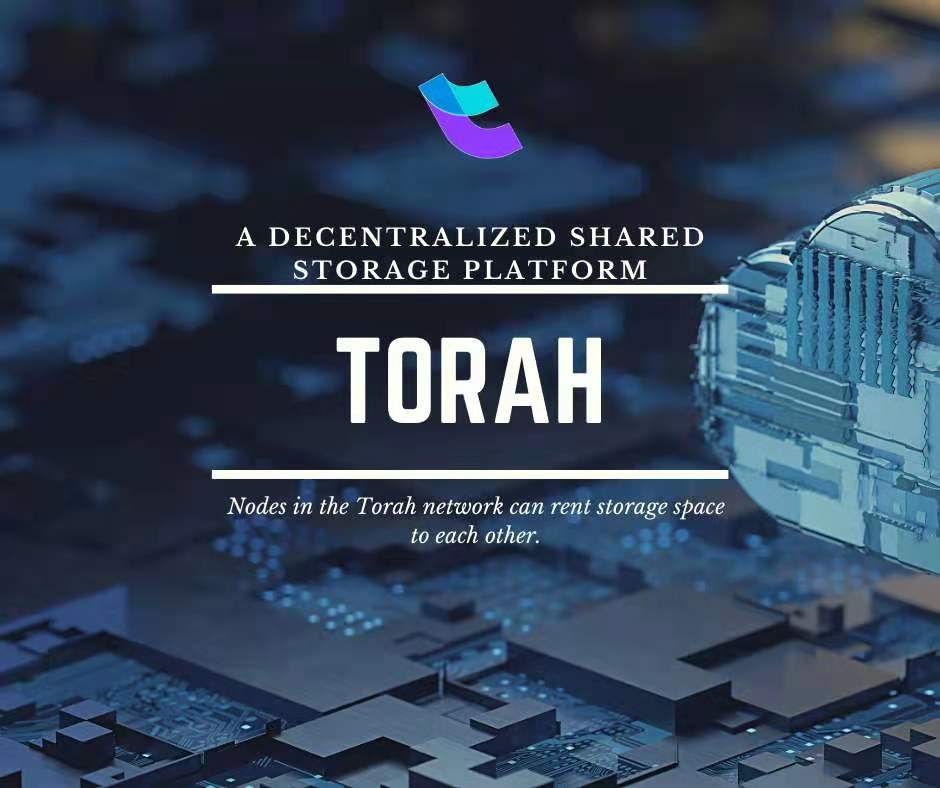 A DECENTRALIZED SHARED
STORAGE PLATFORM
TORAH
Nodes in the Torah network can rent storage space
to each other.